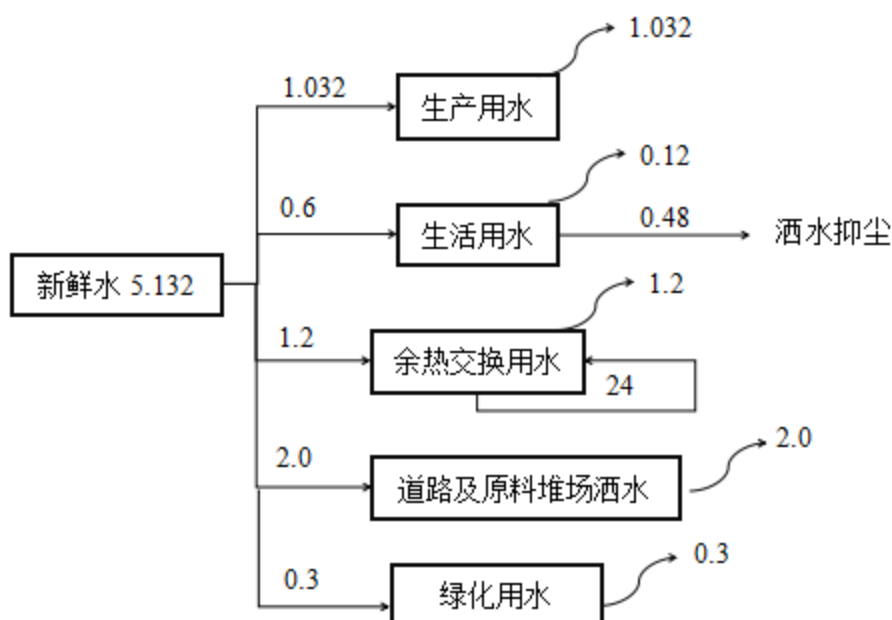 1.032
1.032
生产用水
0.12
0.6
生活用水
0.48
洒水抑尘
新鲜水 5.132
1.2
1.2
余热交换用水
24
2.0
2.0
道路及原料堆场洒水
0.3
0.3
绿化用水